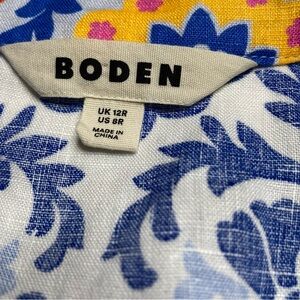 BODEN
UK 12R
US 8R
MADE IN
CHINA